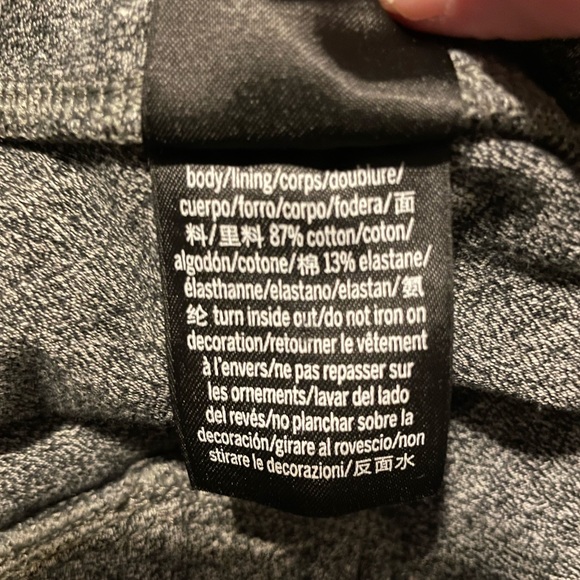 body/lining/corps/doublure/
cuerpo/forro/corpo/fodera/面
料/里料 87% cotton/coton/
algodón/cotone/棉 13% elastane/
élasthanne/elastano/elastan/氨
纶 turn inside out/do not iron on
decoration/retourner le vêtement
à l'envers/ne pas repasser sur
les ornements/lavar del lado
del revés/no planchar sobre la
decoración/girare al rovescio/non
stirare le decorazioni/反面水